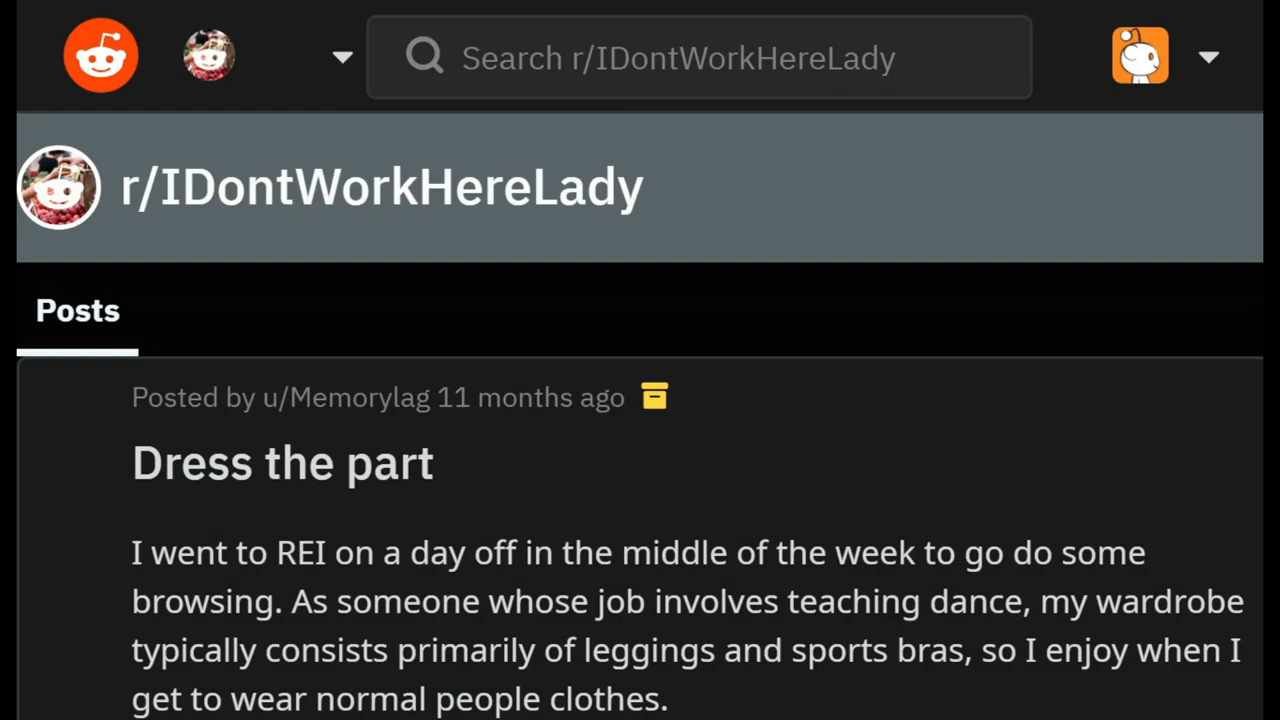 Search r/IDontWorkHereLady
r/IDontWorkHereLady
Posts
Posted by u/Memorylag 11 months ago
Dress the part
I went to REI on a day off in the middle of the week to go do some
browsing. As someone whose job involves teaching dance, my wardrobe
typically consists primarily of leggings and sports bras, so I enjoy when I
get to wear normal people clothes.